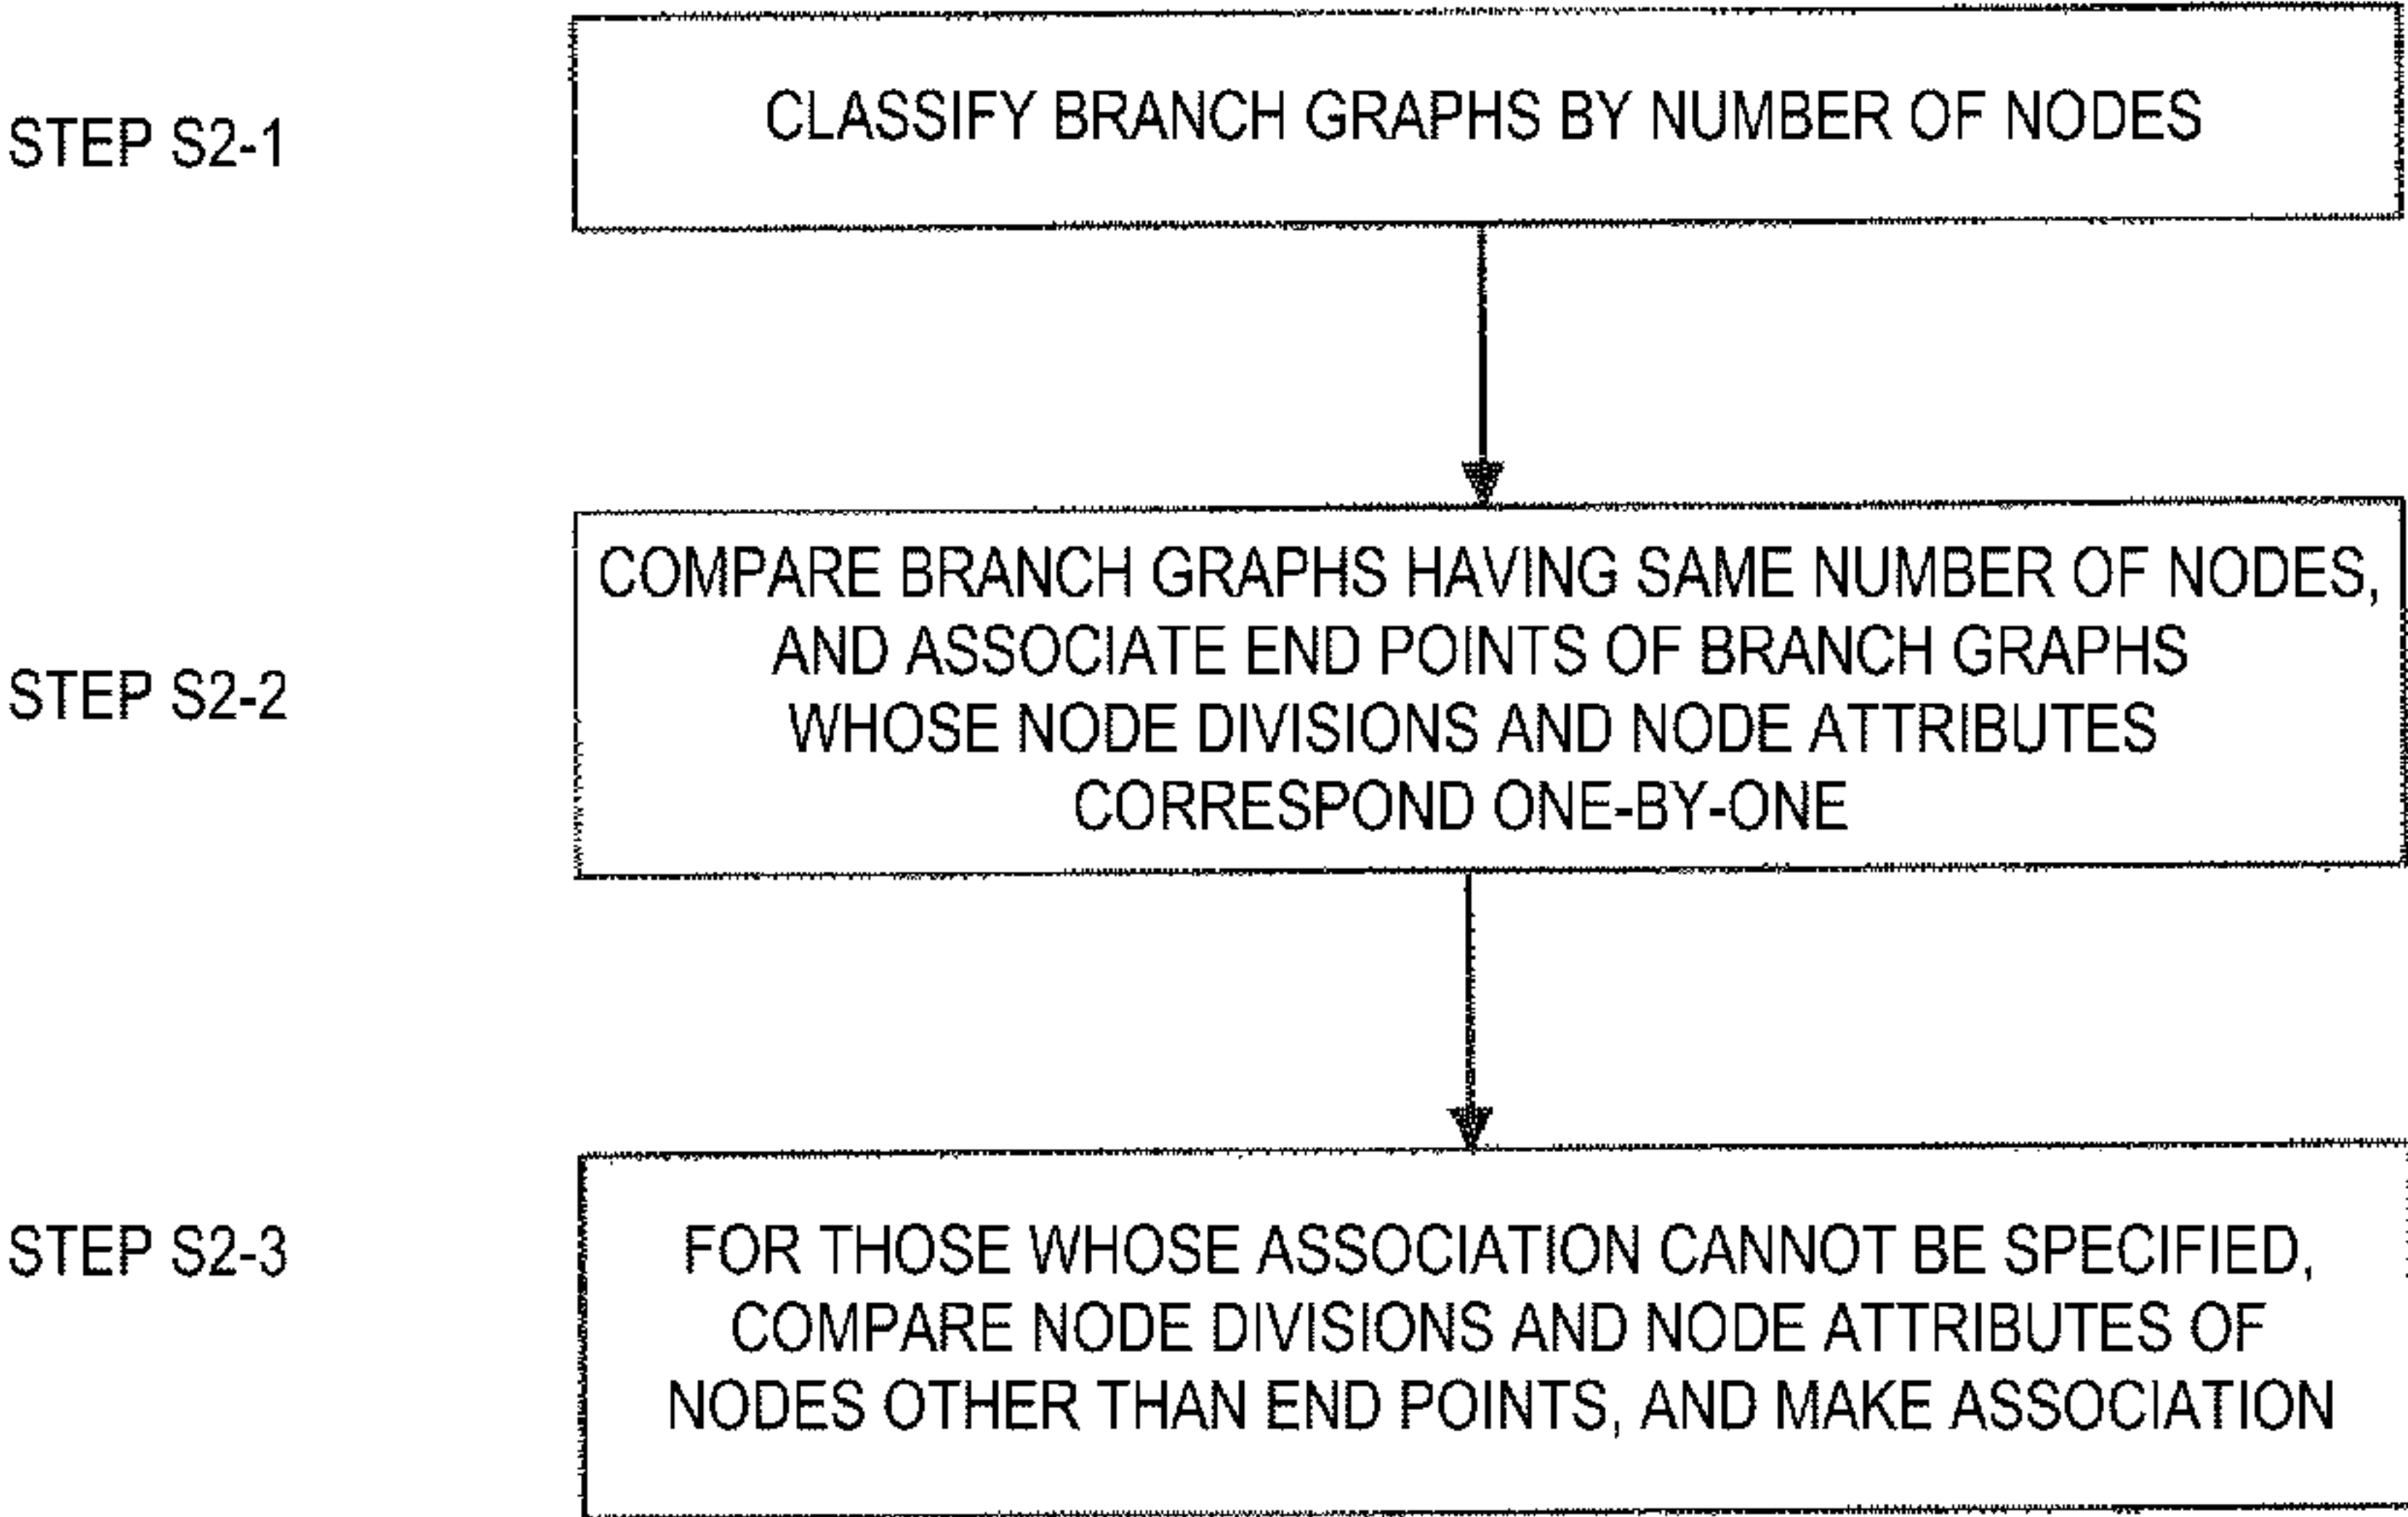 STEP S2-1
CLASSIFY BRANCH GRAPHS BY NUMBER OF NODES
STEP S2-2
COMPARE BRANCH GRAPHS HAVING SAME NUMBER OF NODES,
AND ASSOCIATE END POINTS OF BRANCH GRAPHS
WHOSE NODE DIVISIONS AND NODE ATTRIBUTES
CORRESPOND ONE-BY-ONE
STEP S2-3
FOR THOSE WHOSE ASSOCIATION CANNOT BE SPECIFIED,
COMPARE NODE DIVISIONS AND NODE ATTRIBUTES OF
NODES OTHER THAN END POINTS, AND MAKE ASSOCIATION